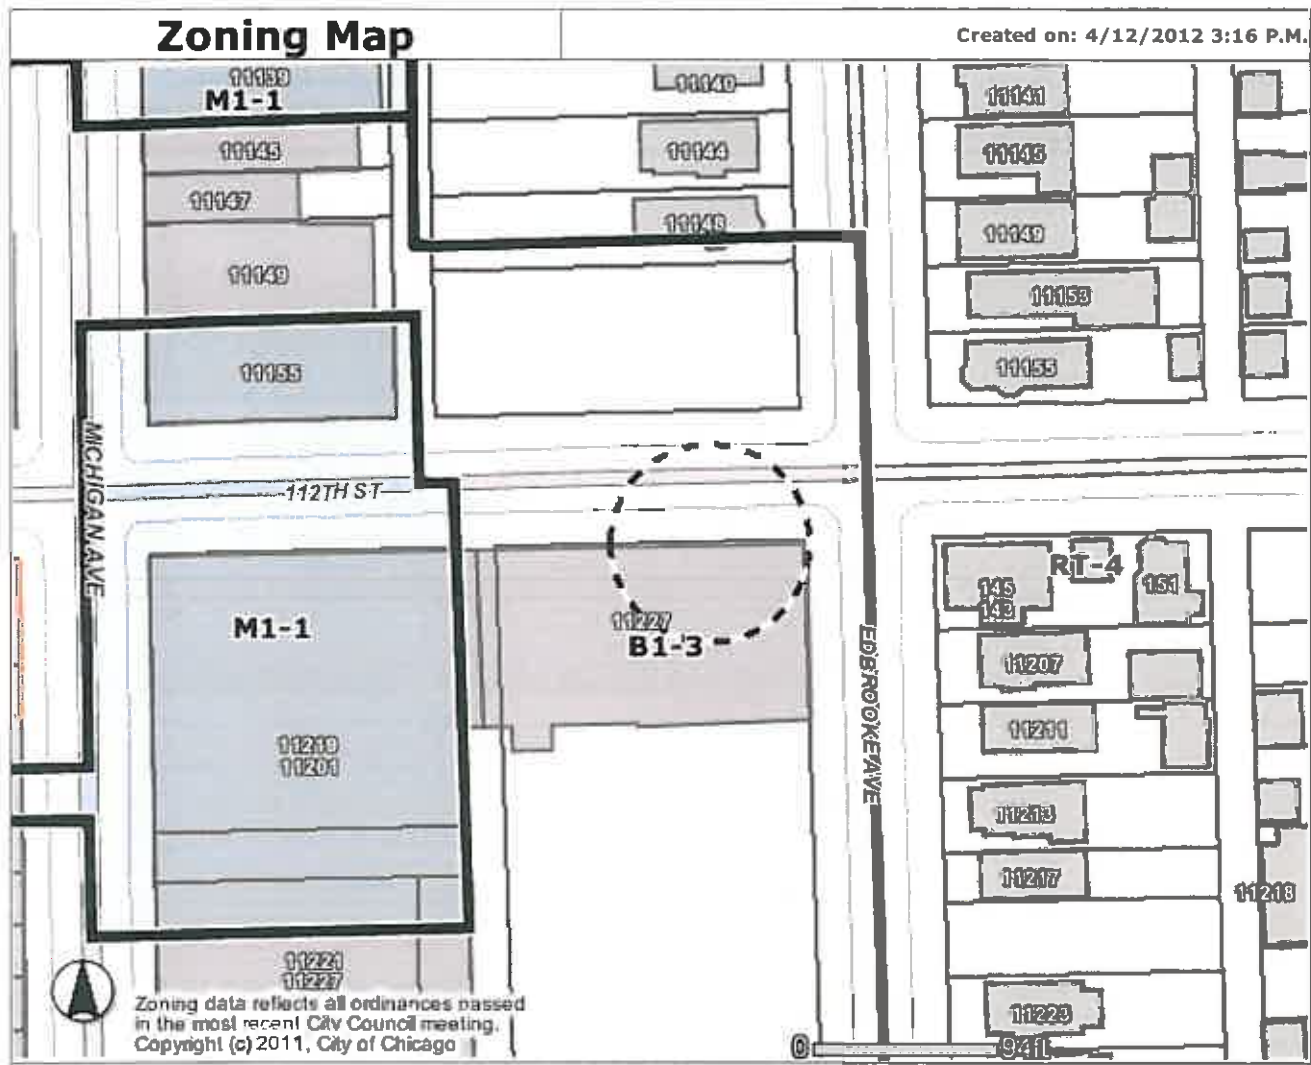 Zoning Map
Created on: 4/12/2012 3:16 P.M.
11139
M1-1
11140
11141
11145
11144
11145
11147
11148
11149
11149
11153
11155
11155
MICHIGAN AVE
112TH ST
RT-4
145
143
151
M1-1
11227
B1-3
EDBROOKE AVE
11207
11211
11219
11201
11213
11217
11218
11221
11227
11223
Zoning data reflects all ordinances passed
in the most recent City Council meeting.
Copyright (c) 2011, City of Chicago
0
94ft